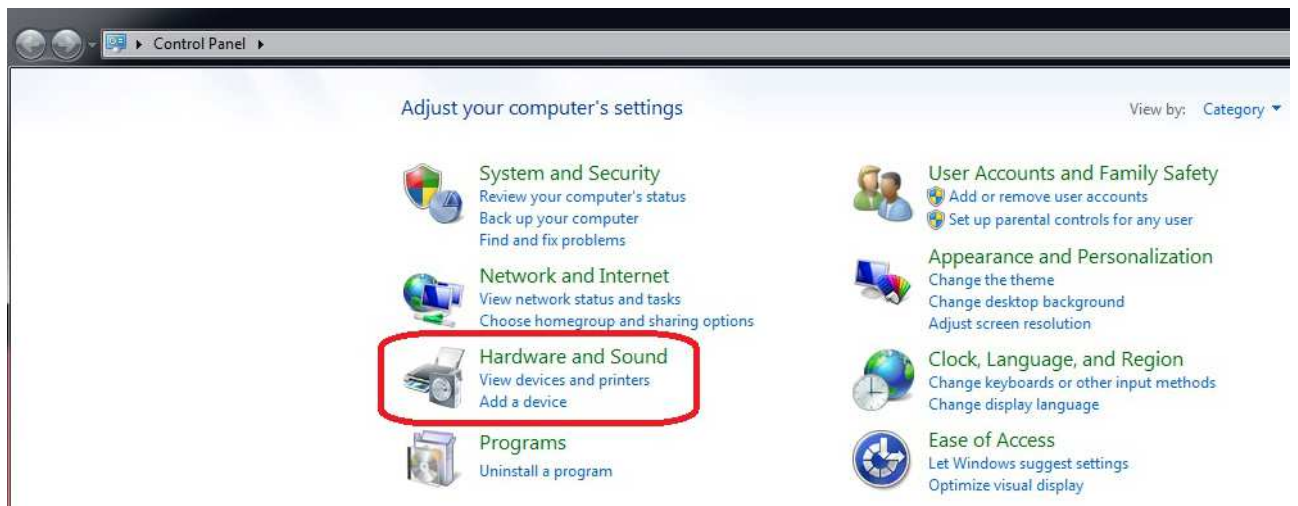 Control Panel
Adjust your computer's settings
View by: Category
System and Security
Review your computer's status
Back up your computer
Find and fix problems
Network and Internet
View network status and tasks
Choose homegroup and sharing options
Hardware and Sound
View devices and printers
Add a device
Programs
Uninstall a program
User Accounts and Family Safety
Add or remove user accounts
Set up parental controls for any user
Appearance and Personalization
Change the theme
Change desktop background
Adjust screen resolution
Clock, Language, and Region
Change keyboards or other input methods
Change display language
Ease of Access
Let Windows suggest settings
Optimize visual display